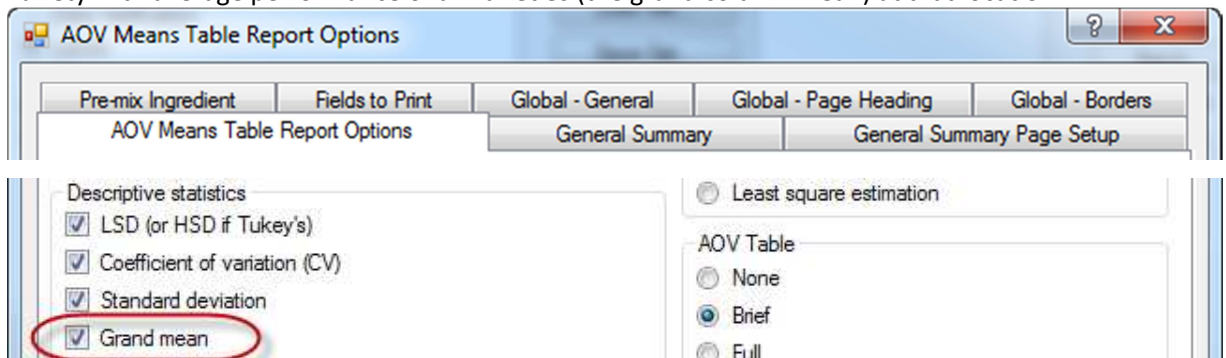 AOV Means Table Report Options
? X
Pre-mix Ingredient Fields to Print Global - General Global - Page Heading Global - Borders
AOV Means Table Report Options General Summary General Summary Page Setup
Descriptive statistics
LSD (or HSD if Tukey's)
Coefficient of variation (CV)
Standard deviation
Grand mean
Least square estimation
AOV Table
None
Brief
Full